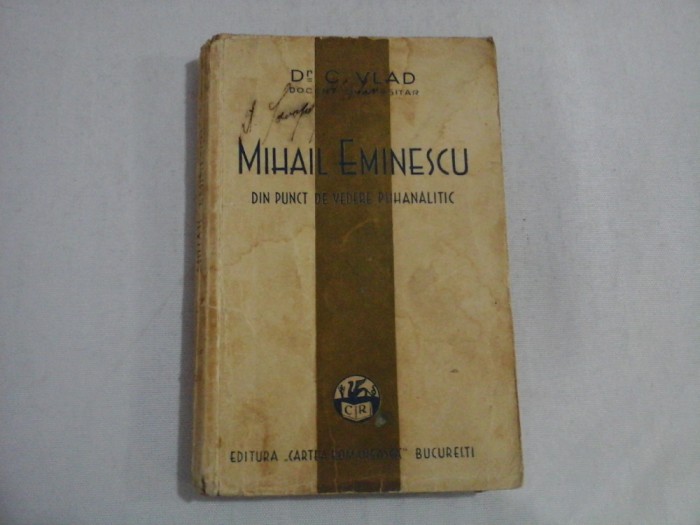 Dr. C. VLAD
DOCENT UNIVERSITAR
MIHAIL EMINESCU
DIN PUNCT DE VEDERE PSIHANALITIC
C R
EDITURA „CARTEA ROMÂNEASCĂ” BUCUREȘTI